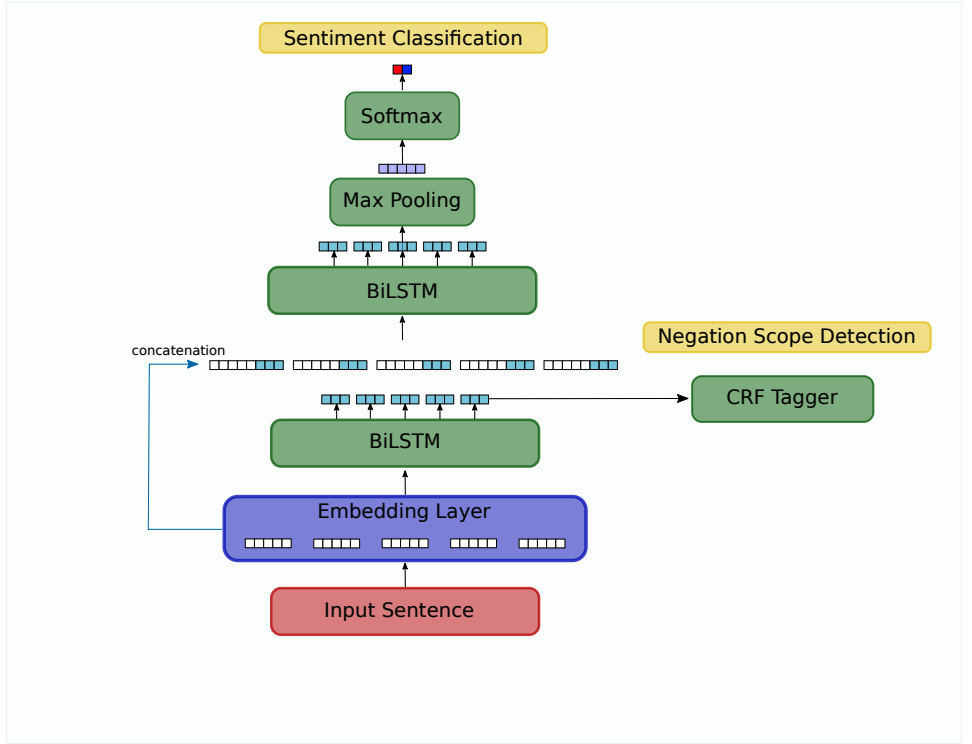 Sentiment Classification
Softmax
Max Pooling
BiLSTM
Negation Scope Detection
concatenation
CRF Tagger
BiLSTM
Embedding Layer
Input Sentence